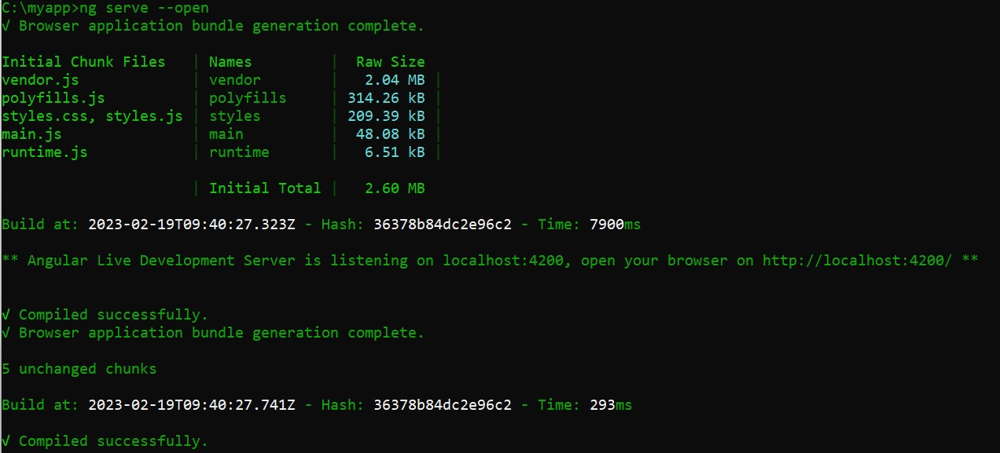 C:\myapp>ng serve --open
√ Browser application bundle generation complete.
Initial Chunk Files | Names | Raw Size
vendor.js | vendor | 2.04 MB |
polyfills.js | polyfills | 314.26 kB |
styles.css, styles.js | styles | 209.39 kB |
main.js | main | 48.08 kB |
runtime.js | runtime | 6.51 kB |
| Initial Total | 2.60 MB
Build at: 2023-02-19T09:40:27.323Z - Hash: 36378b84dc2e96c2 - Time: 7900ms
** Angular Live Development Server is listening on localhost:4200, open your browser on http://localhost:4200/ **
√ Compiled successfully.
√ Browser application bundle generation complete.
5 unchanged chunks
Build at: 2023-02-19T09:40:27.741Z - Hash: 36378b84dc2e96c2 - Time: 293ms
√ Compiled successfully.